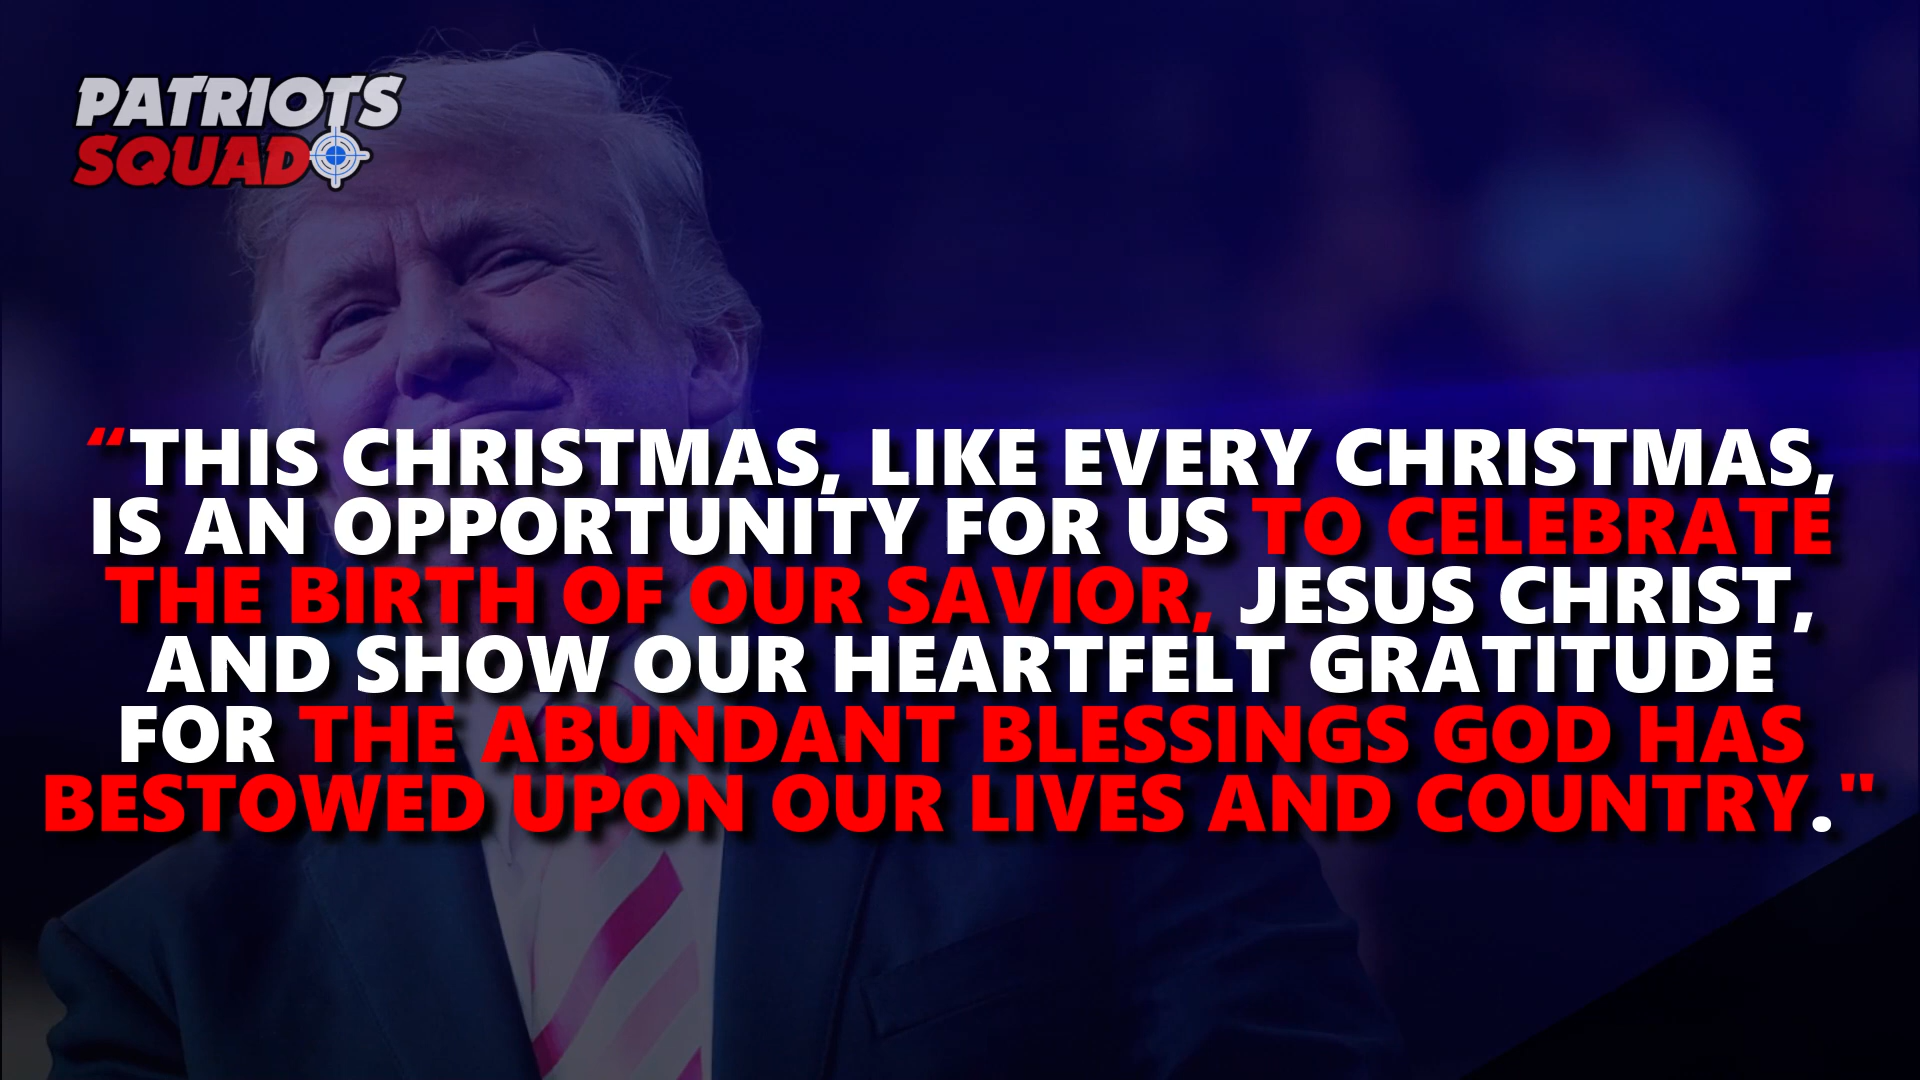 PATRIOTS
SQUAD
“THIS CHRISTMAS, LIKE EVERY CHRISTMAS,
IS AN OPPORTUNITY FOR US TO CELEBRATE
THE BIRTH OF OUR SAVIOR, JESUS CHRIST,
AND SHOW OUR HEARTFELT GRATITUDE
FOR THE ABUNDANT BLESSINGS GOD HAS
BESTOWED UPON OUR LIVES AND COUNTRY."